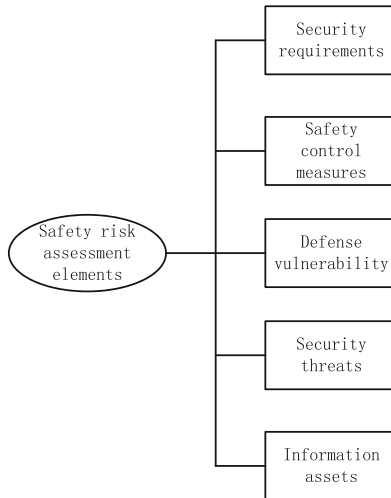 Security
requirements
Safety
control
measures
Safety risk
assessment
elements
Defense
vulnerability
Security
threats
Information
assets